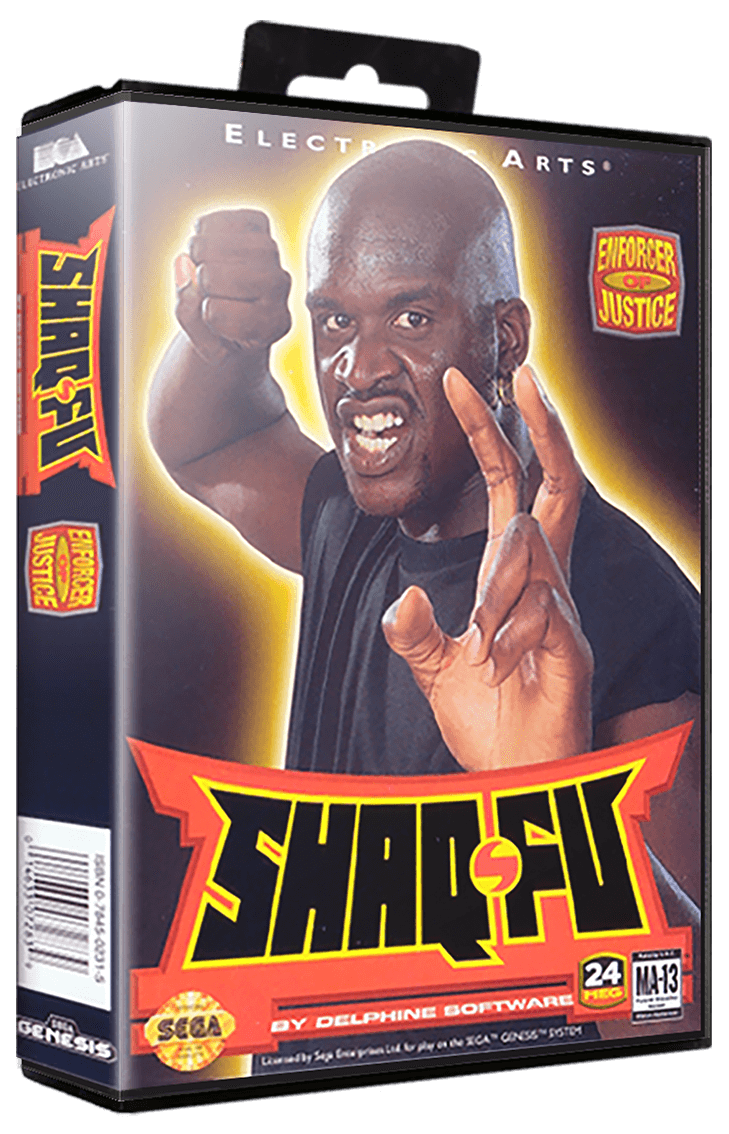 ELECTRONIC ARTS®
ENFORCER
OF
JUSTICE
SHAQ FU
24
MEG
MA-13
BY DELPHINE SOFTWARE
SEGA
Licensed by Sega Enterprises Ltd. for play on the SEGA™ GENESIS™ SYSTEM
ELECTRONIC ARTS
SHAQ FU
ENFORCER
OF
JUSTICE
SEGA
GENESIS